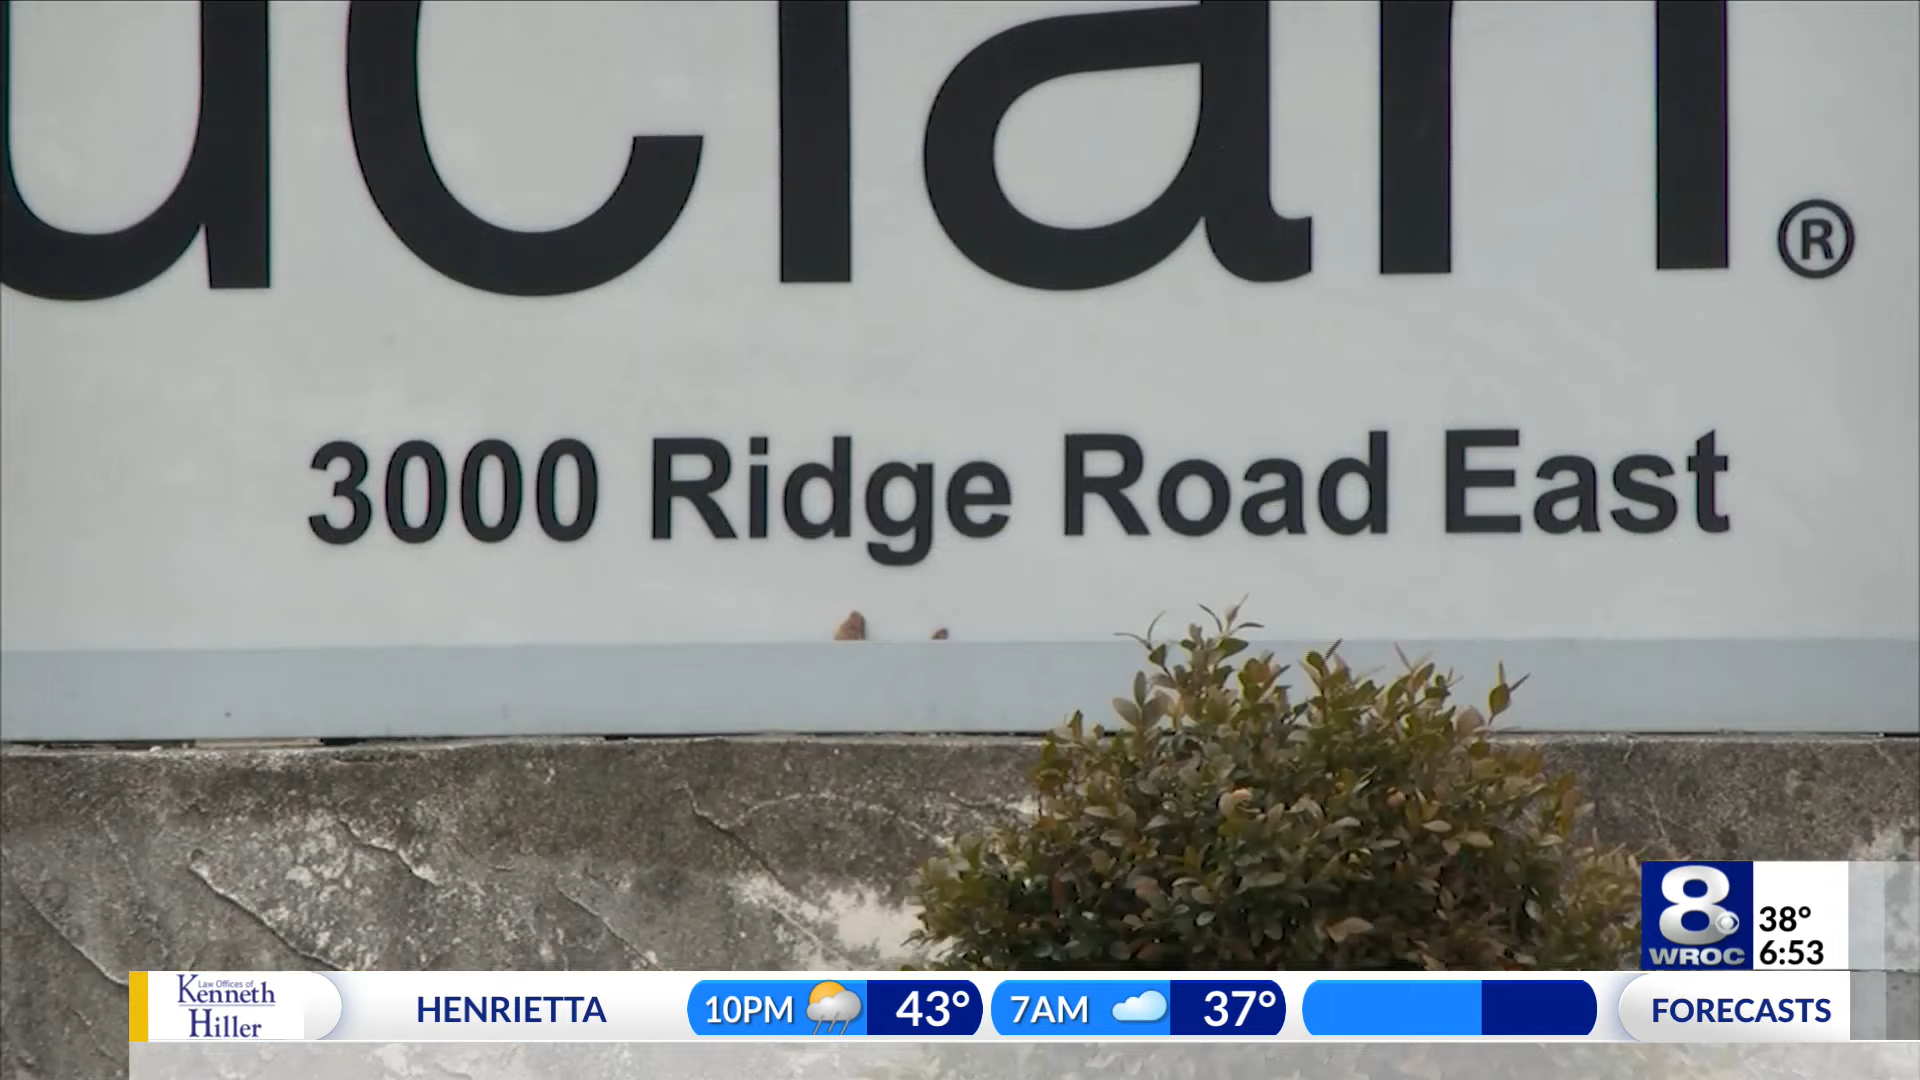 ucian®
3000 Ridge Road East
8
WROC
38°
6:53
Law Offices of
Kenneth
Hiller
HENRIETTA
10PM
43°
7AM
37°
FORECASTS